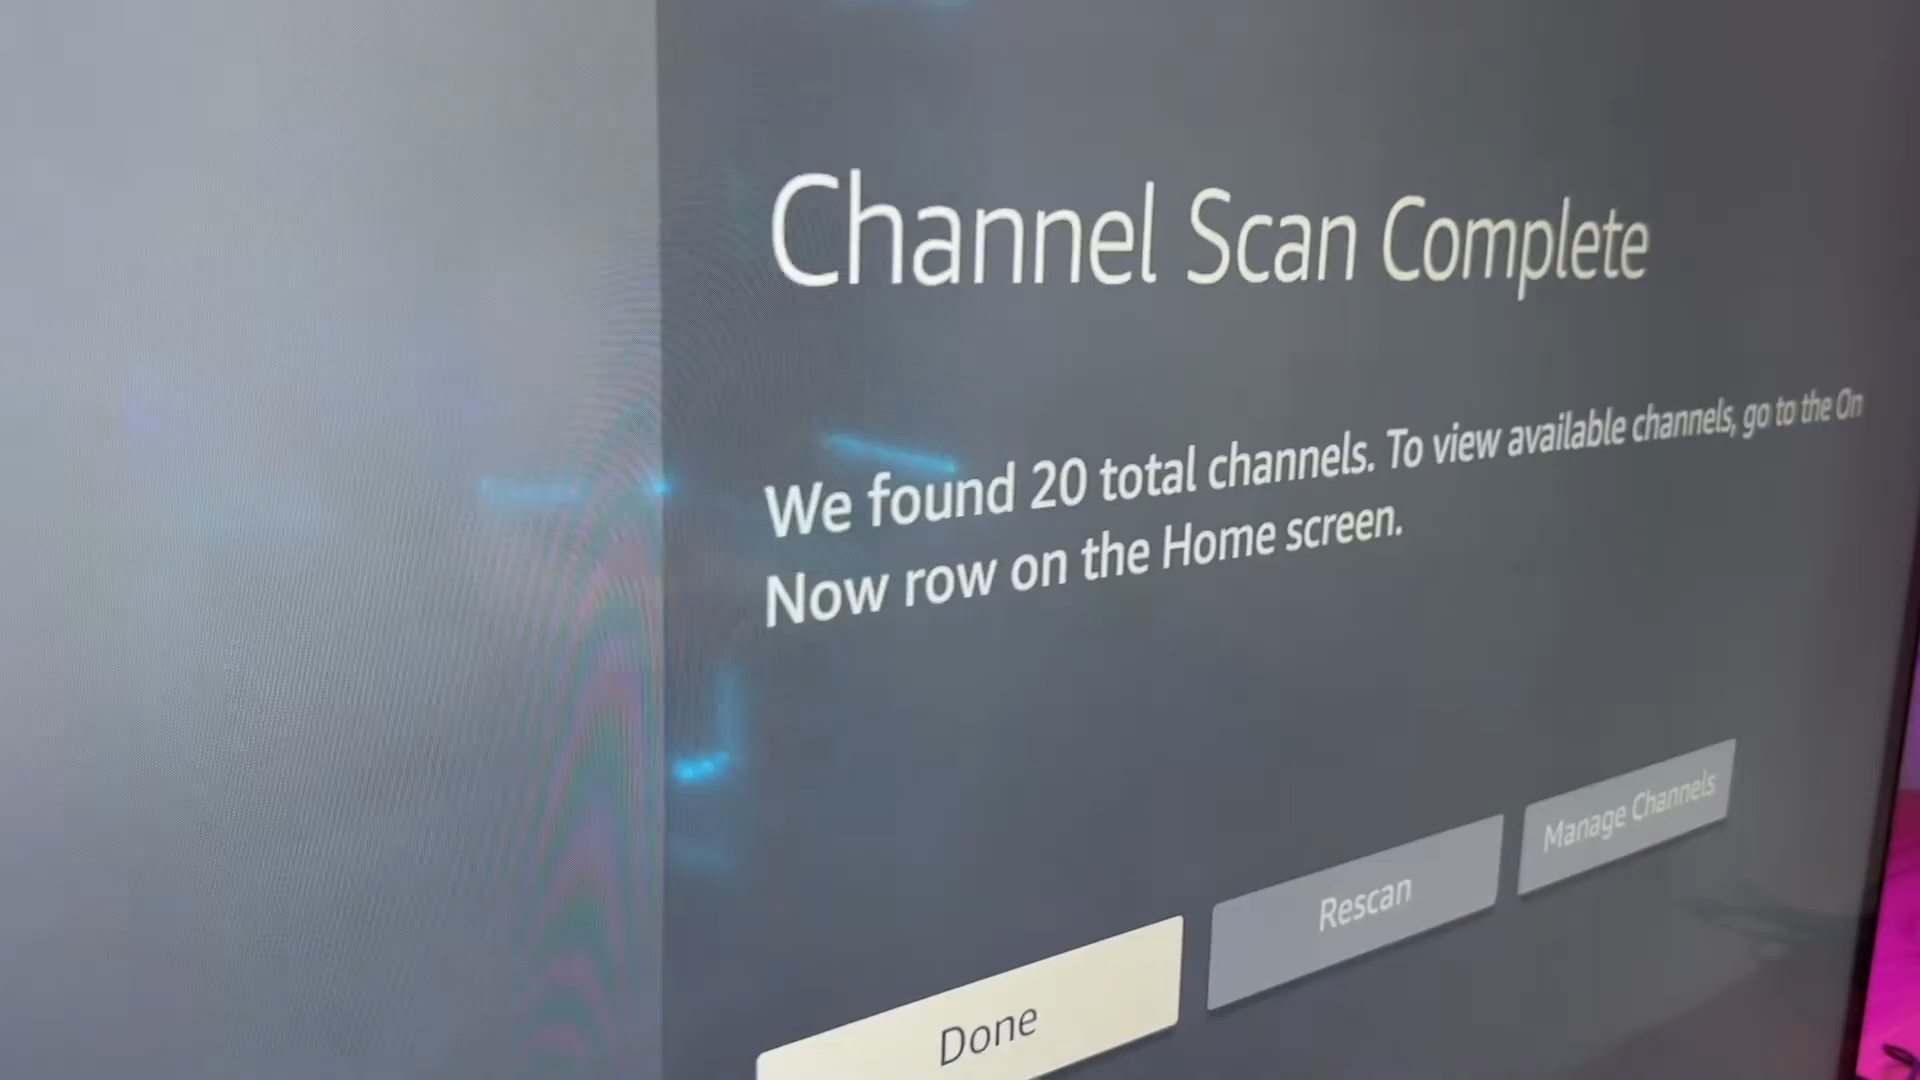 Channel Scan Complete
We found 20 total channels. To view available channels, go to the On
Now row on the Home screen.
Done
Rescan
Manage Channels